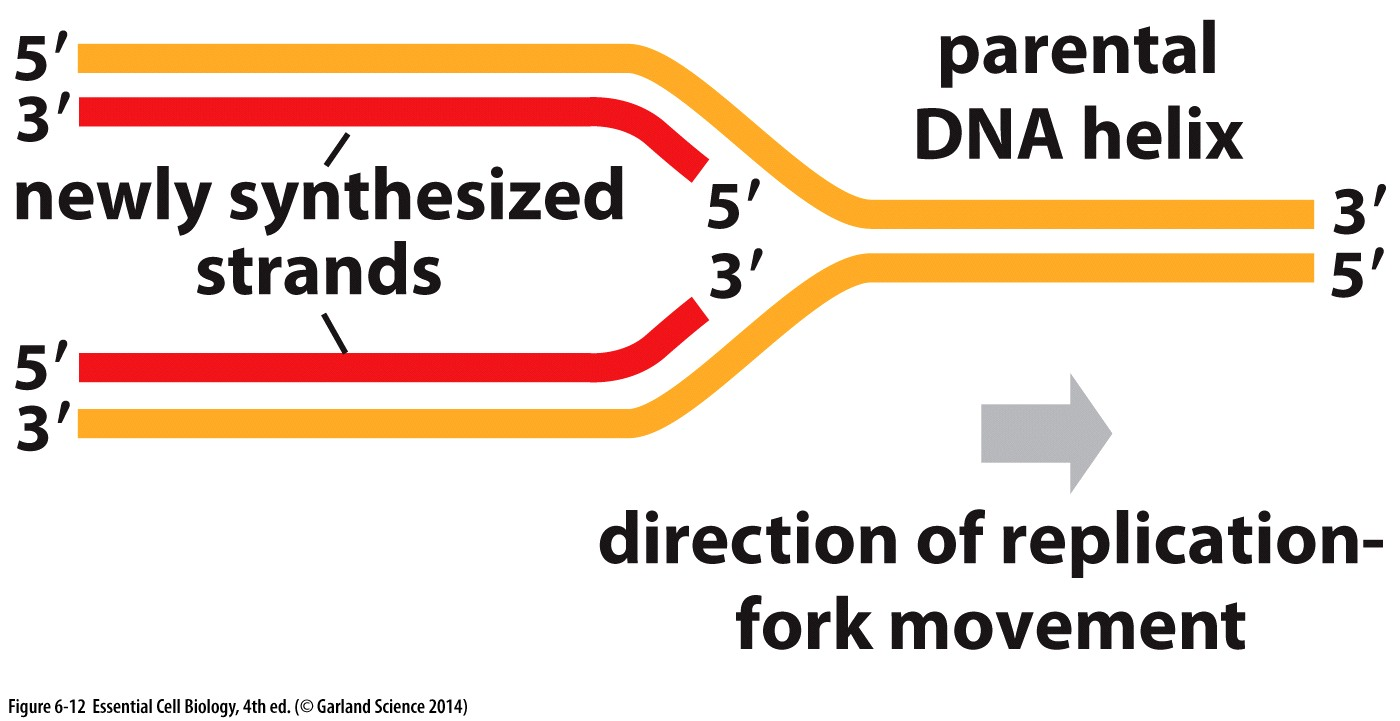 5′
3′
newly synthesized
strands
5′
3′
5′
3′
parental
DNA helix
3′
5′
direction of replication-
fork movement
Figure 6-12 Essential Cell Biology, 4th ed. (© Garland Science 2014)